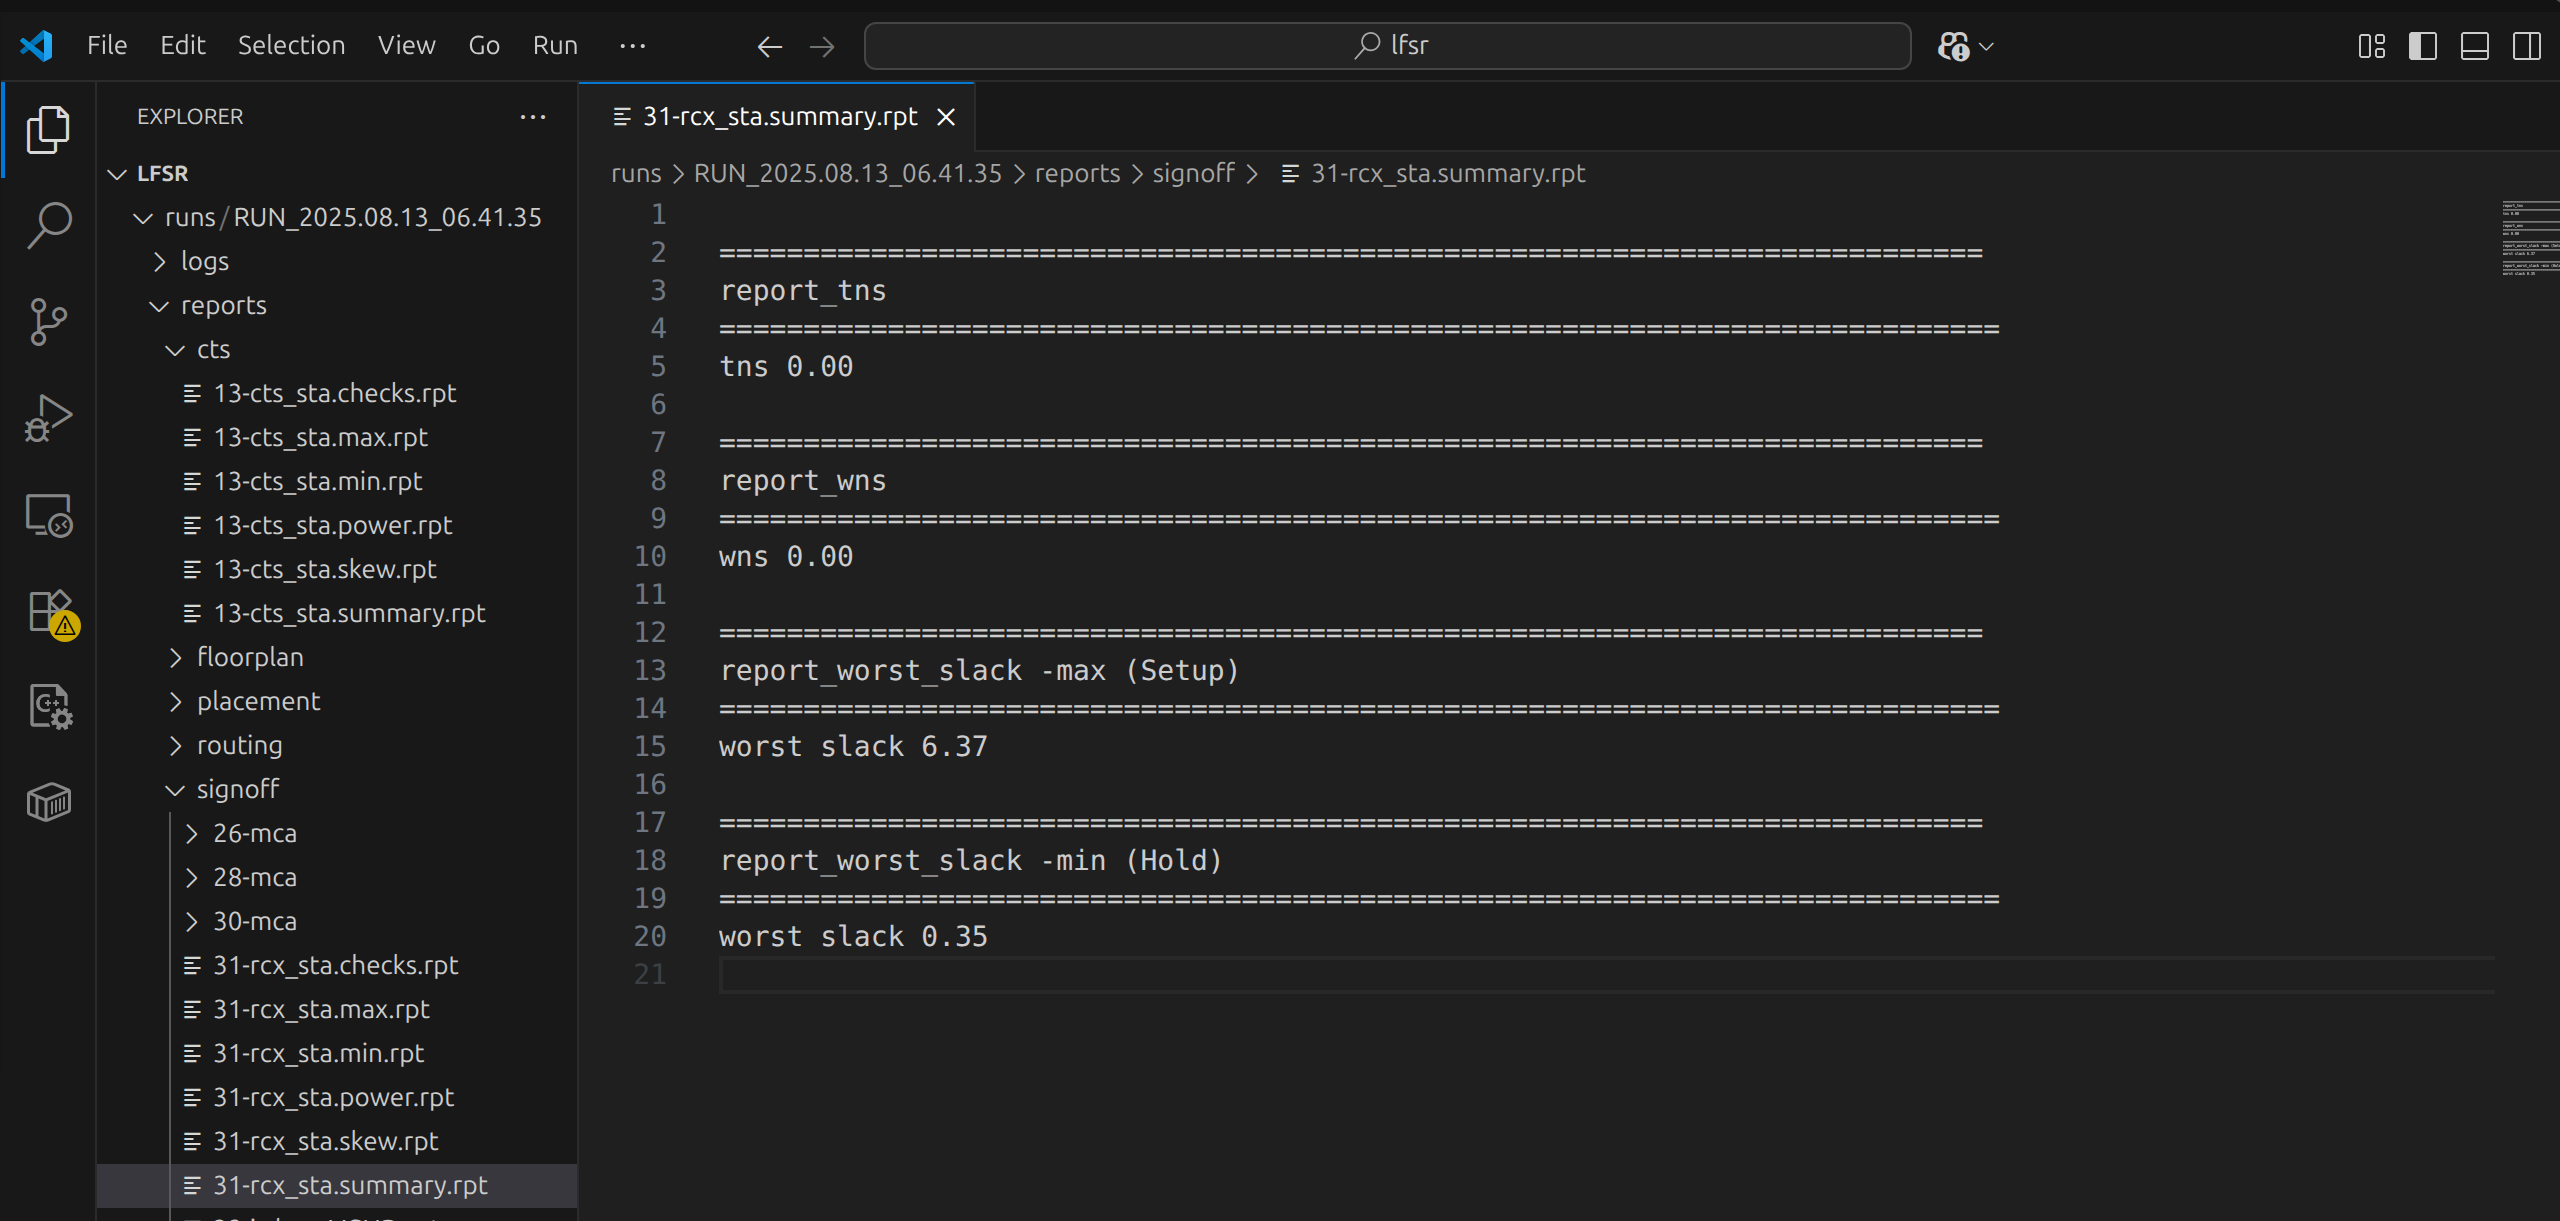 File Edit Selection View Go Run ··· lfsr
EXPLORER ···
LFSR
runs/RUN_2025.08.13_06.41.35
logs
reports
cts
13-cts_sta.checks.rpt
13-cts_sta.max.rpt
13-cts_sta.min.rpt
13-cts_sta.power.rpt
13-cts_sta.skew.rpt
13-cts_sta.summary.rpt
floorplan
placement
routing
signoff
26-mca
28-mca
30-mca
31-rcx_sta.checks.rpt
31-rcx_sta.max.rpt
31-rcx_sta.min.rpt
31-rcx_sta.power.rpt
31-rcx_sta.skew.rpt
31-rcx_sta.summary.rpt
31-rcx_sta.summary.rpt
runs > RUN_2025.08.13_06.41.35 > reports > signoff > 31-rcx_sta.summary.rpt
1
2 ===========================================================================
3 report_tns
4 ============================================================================
5 tns 0.00
6
7 ===========================================================================
8 report_wns
9 ============================================================================
10 wns 0.00
11
12 ===========================================================================
13 report_worst_slack -max (Setup)
14 ============================================================================
15 worst slack 6.37
16
17 ===========================================================================
18 report_worst_slack -min (Hold)
19 ============================================================================
20 worst slack 0.35
21